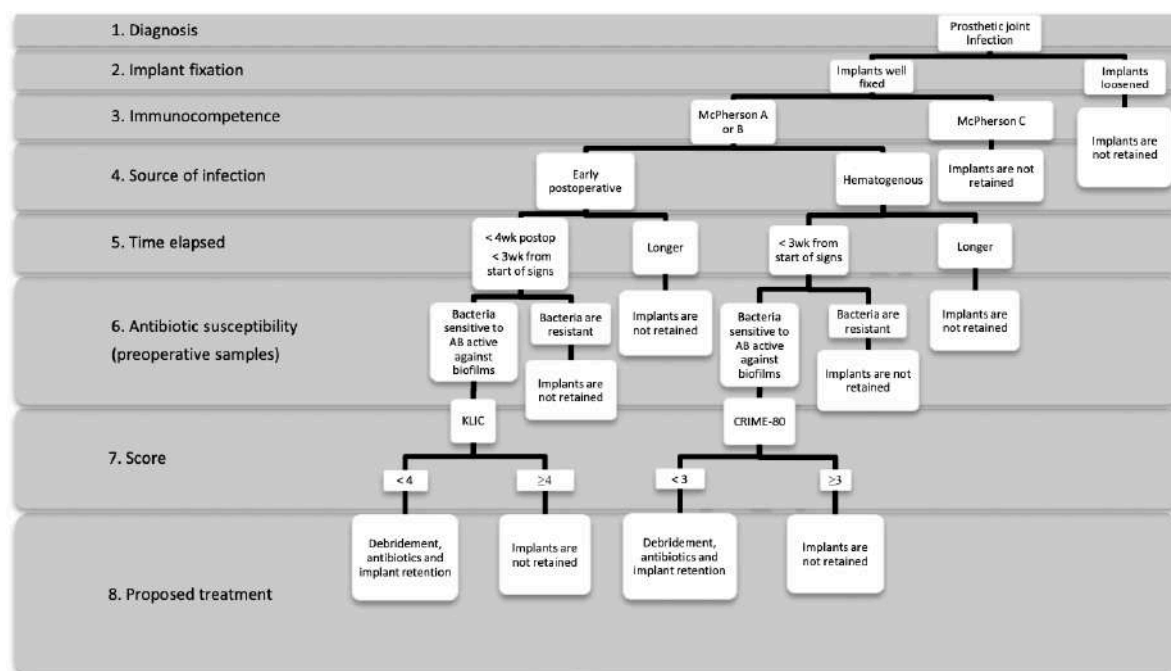 1. Diagnosis
Prosthetic joint
Infection
2. Implant fixation
Implants well
fixed
Implants
loosened
3. Immunocompetence
McPherson A
or B
McPherson C
Implants are
not retained
4. Source of infection
Early
postoperative
Hematogenous
Implants are not
retained
5. Time elapsed
< 4wk postop
< 3wk from
start of signs
Longer
< 3wk from
start of signs
Longer
6. Antibiotic susceptibility
(preoperative samples)
Bacteria
sensitive to
AB active
against
biofilms
Bacteria are
resistant
Implants are
not retained
Implants are
not retained
Bacteria
sensitive to
AB active
against
biofilms
Bacteria are
resistant
Implants are not
retained
Implants are
not retained
7. Score
KLIC
CRIME-80
< 4
≥4
< 3
≥3
8. Proposed treatment
Debridement,
antibiotics and
implant retention
Implants are
not retained
Debridement,
antibiotics and
implant retention
Implants are
not retained